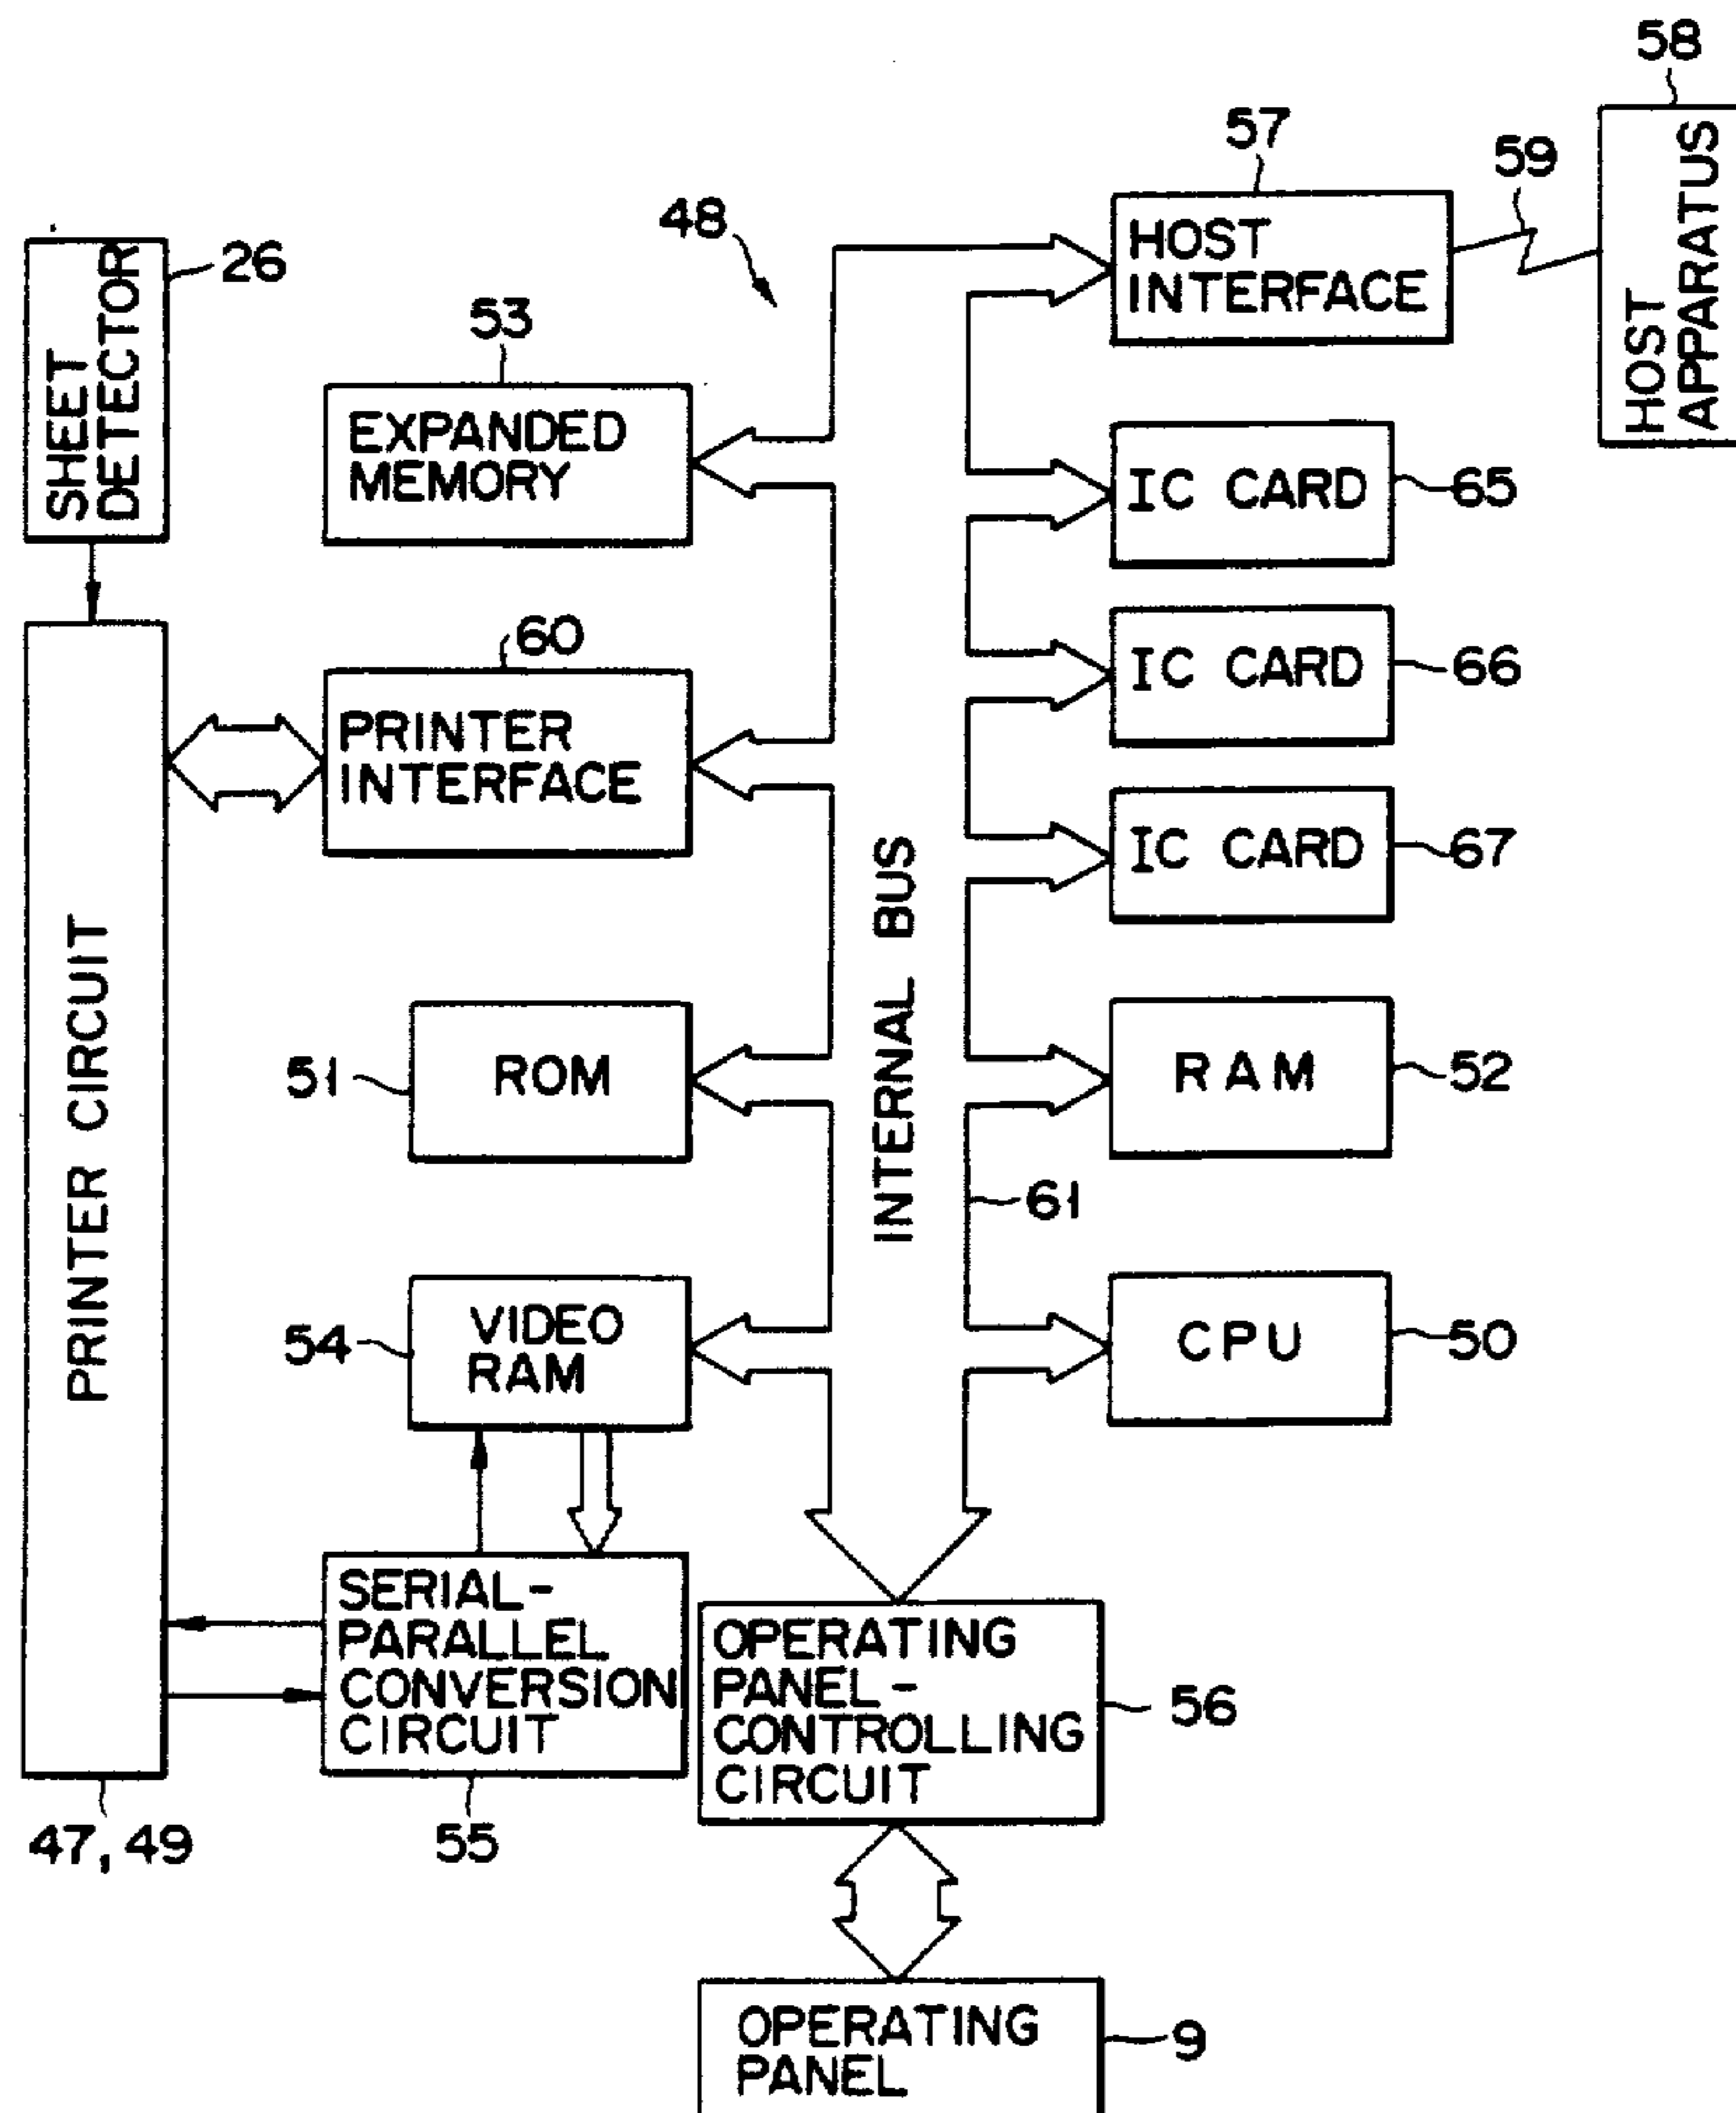 58
57
59
48
HOST
INTERFACE
HOST
APPARATUS
26
SHEET
DETECTOR
53
EXPANDED
MEMORY
IC CARD
65
60
PRINTER
INTERFACE
IC CARD
66
IC CARD
67
INTERNAL BUS
PRINTER CIRCUIT
51
ROM
RAM
52
61
54
VIDEO
RAM
CPU
50
SERIAL-
PARALLEL
CONVERSION
CIRCUIT
OPERATING
PANEL-
CONTROLLING
CIRCUIT
56
47, 49
55
OPERATING
PANEL
9